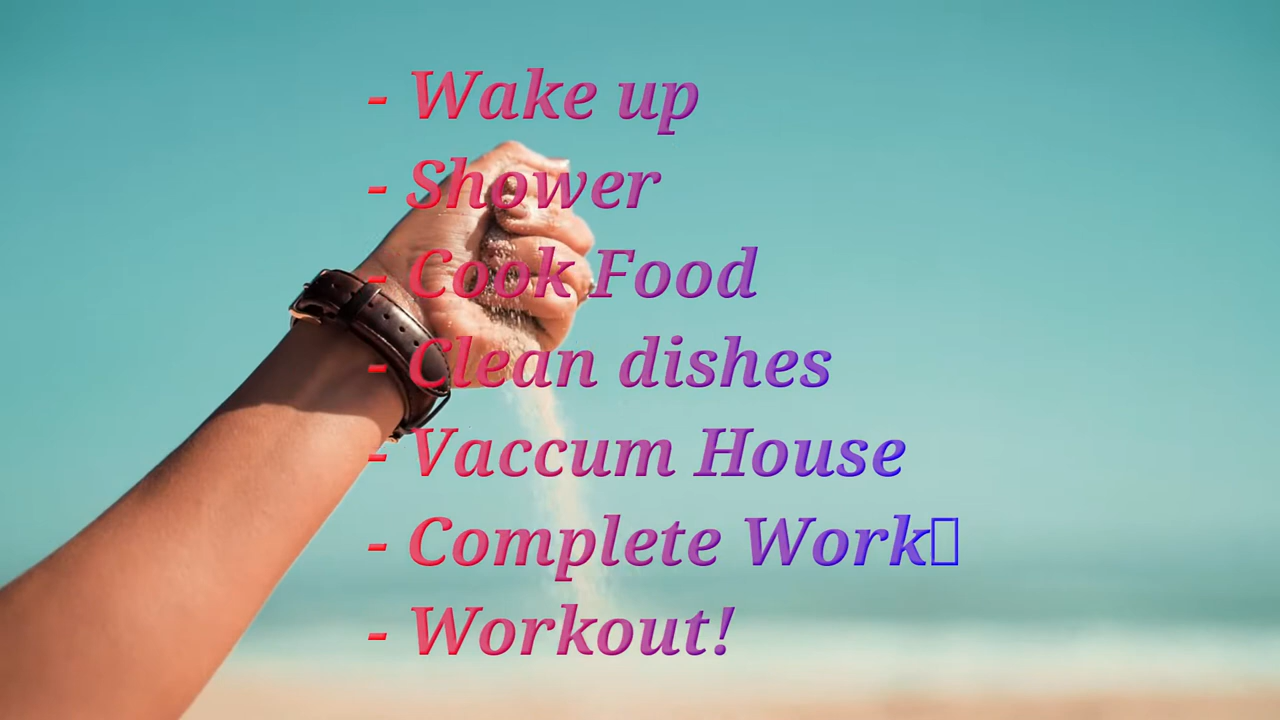 - Wake up
- Shower
- Cook Food
- Clean dishes
- Vaccum House
- Complete Work
- Workout!